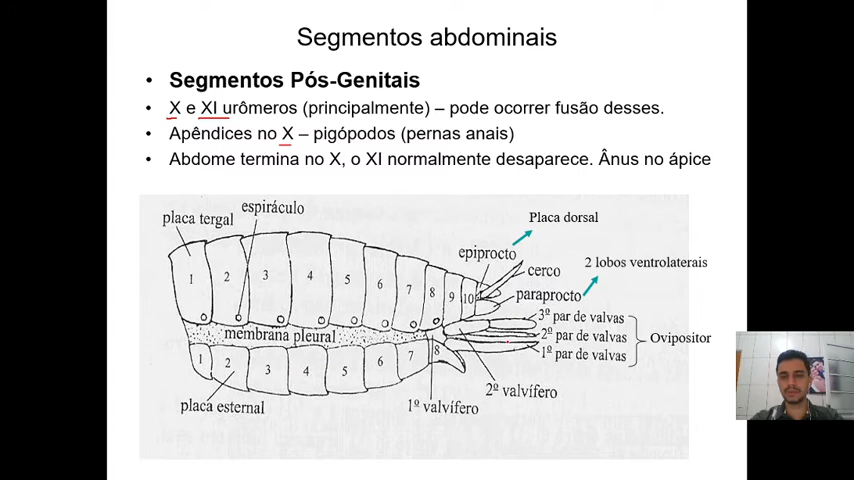 Segmentos abdominais
• Segmentos Pós-Genitais
• X e XI urômeros (principalmente) – pode ocorrer fusão desses.
• Apêndices no X – pigópodos (pernas anais)
• Abdome termina no X, o XI normalmente desaparece. Ânus no ápice
espiráculo
placa tergal
Placa dorsal
epiprocto
2 lobos ventrolaterais
cerco
1 2 3 4 5 6 7 8 9 10
paraprocto
3º par de valvas
membrana pleural
2º par de valvas
Ovipositor
1º par de valvas
1 2 3 4 5 6 7 8
2º valvífero
placa esternal
1º valvífero